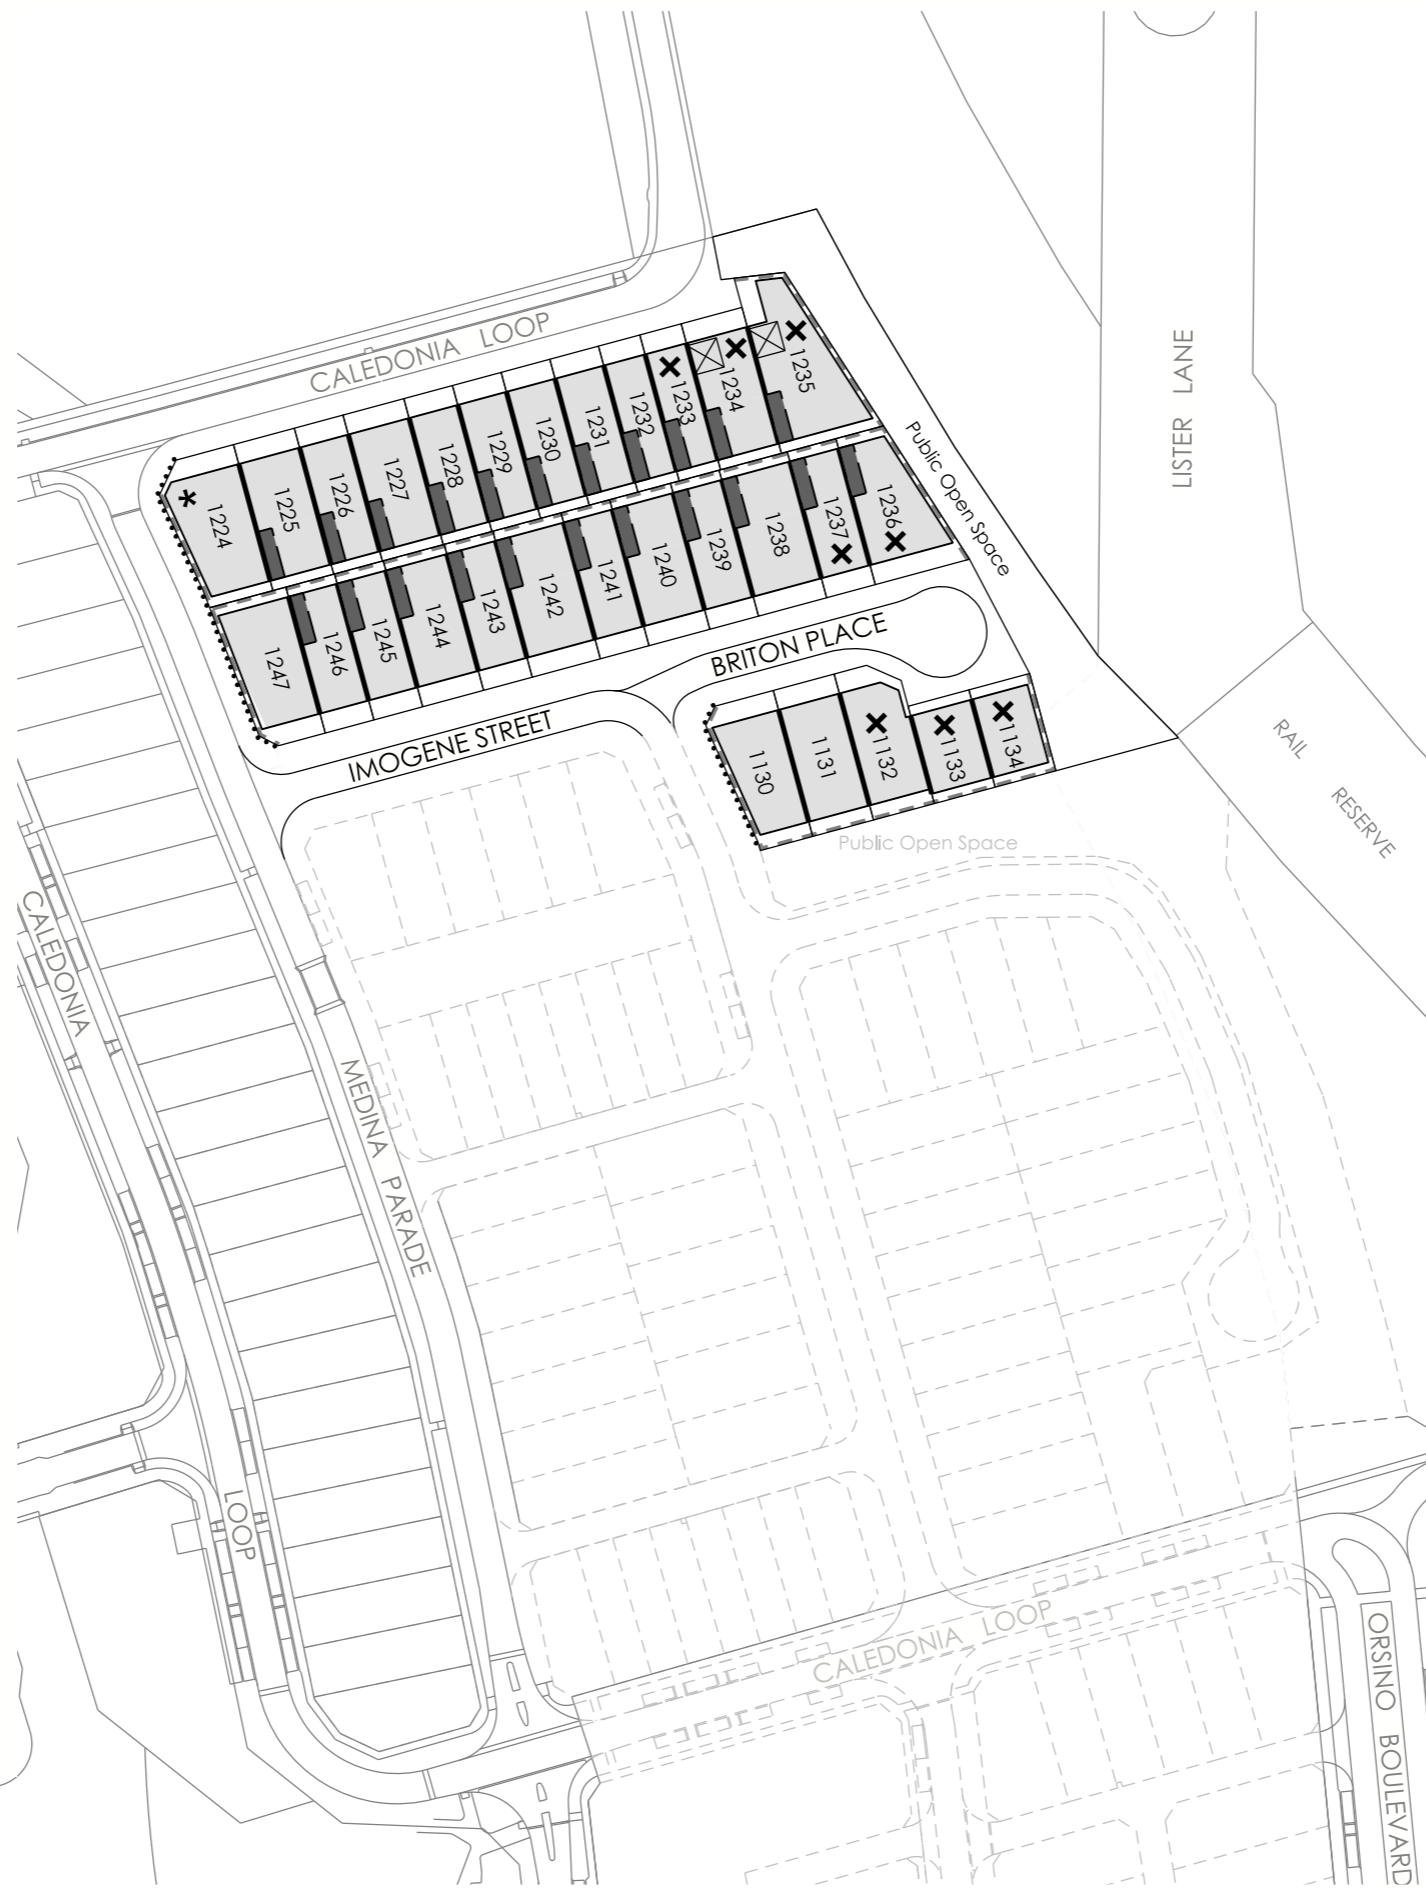 CALEDONIA LOOP
LISTER LANE
1235
1234
1233
1232
1231
1230
1229
1228
1227
1226
1225
1224
*
Public Open Space
1236
1237
1238
1239
1240
1241
1242
1243
1244
1245
1246
1247
BRITON PLACE
IMOGENE STREET
1130
1131
1132
1133
1134
RAIL
RESERVE
Public Open Space
CALEDONIA
LOOP
MEDINA PARADE
CALEDONIA LOOP
ORSINO BOULEVARD